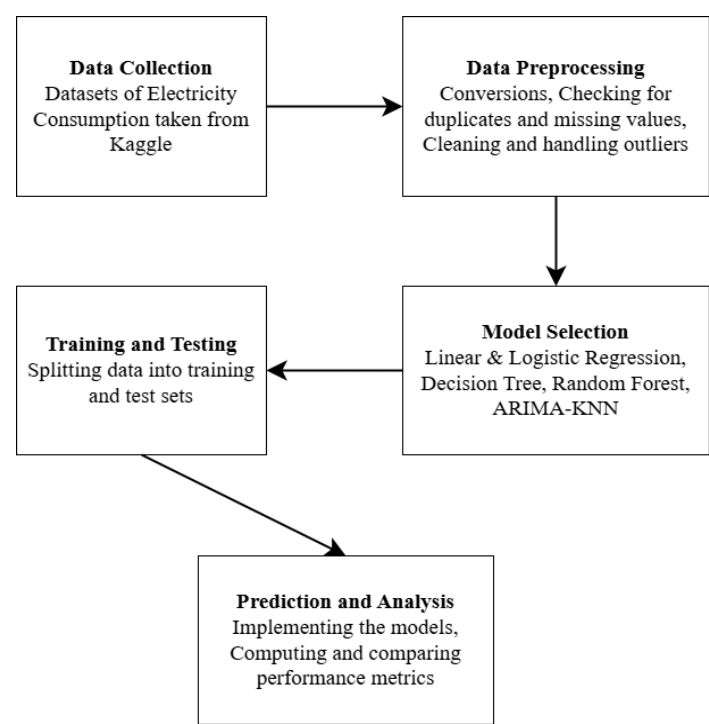 Data Collection
Datasets of Electricity
Consumption taken from
Kaggle
Data Preprocessing
Conversions, Checking for
duplicates and missing values,
Cleaning and handling outliers
Model Selection
Linear & Logistic Regression,
Decision Tree, Random Forest,
ARIMA-KNN
Training and Testing
Splitting data into training
and test sets
Prediction and Analysis
Implementing the models,
Computing and comparing
performance metrics